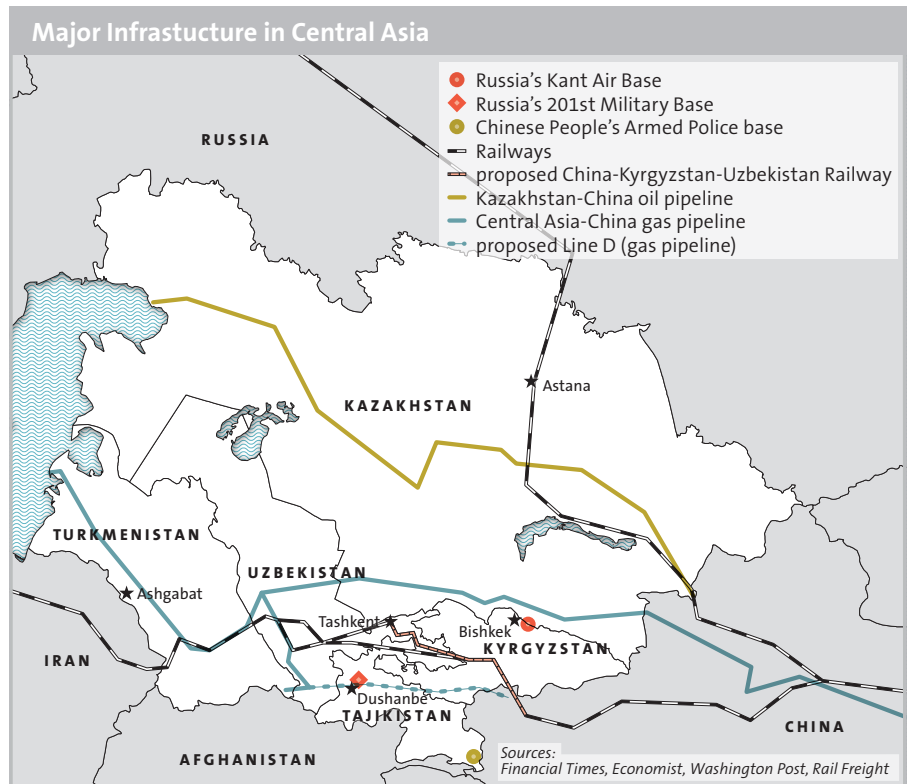 Major Infrastucture in Central Asia
Russia's Kant Air Base
Russia's 201st Military Base
Chinese People's Armed Police base
Railways
proposed China-Kyrgyzstan-Uzbekistan Railway
Kazakhstan-China oil pipeline
Central Asia-China gas pipeline
proposed Line D (gas pipeline)
RUSSIA
Astana
KAZAKHSTAN
TURKMENISTAN
UZBEKISTAN
Ashgabat
Tashkent
Bishkek
KYRGYZSTAN
IRAN
Dushanbe
TAJIKISTAN
CHINA
AFGHANISTAN
Sources:
Financial Times, Economist, Washington Post, Rail Freight